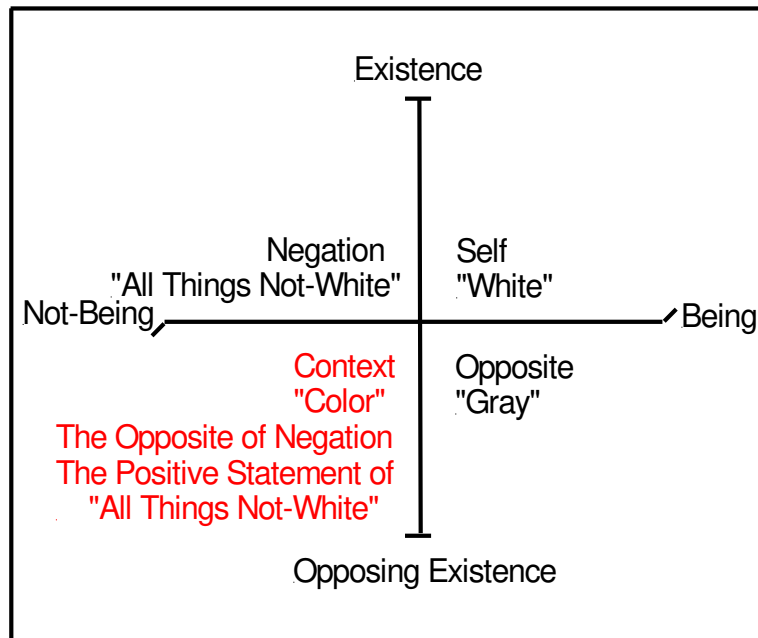 Existence
Negation
"All Things Not-White"
Self
"White"
Not-Being
Being
Context
"Color"
The Opposite of Negation
The Positive Statement of
"All Things Not-White"
Opposite
"Gray"
Opposing Existence